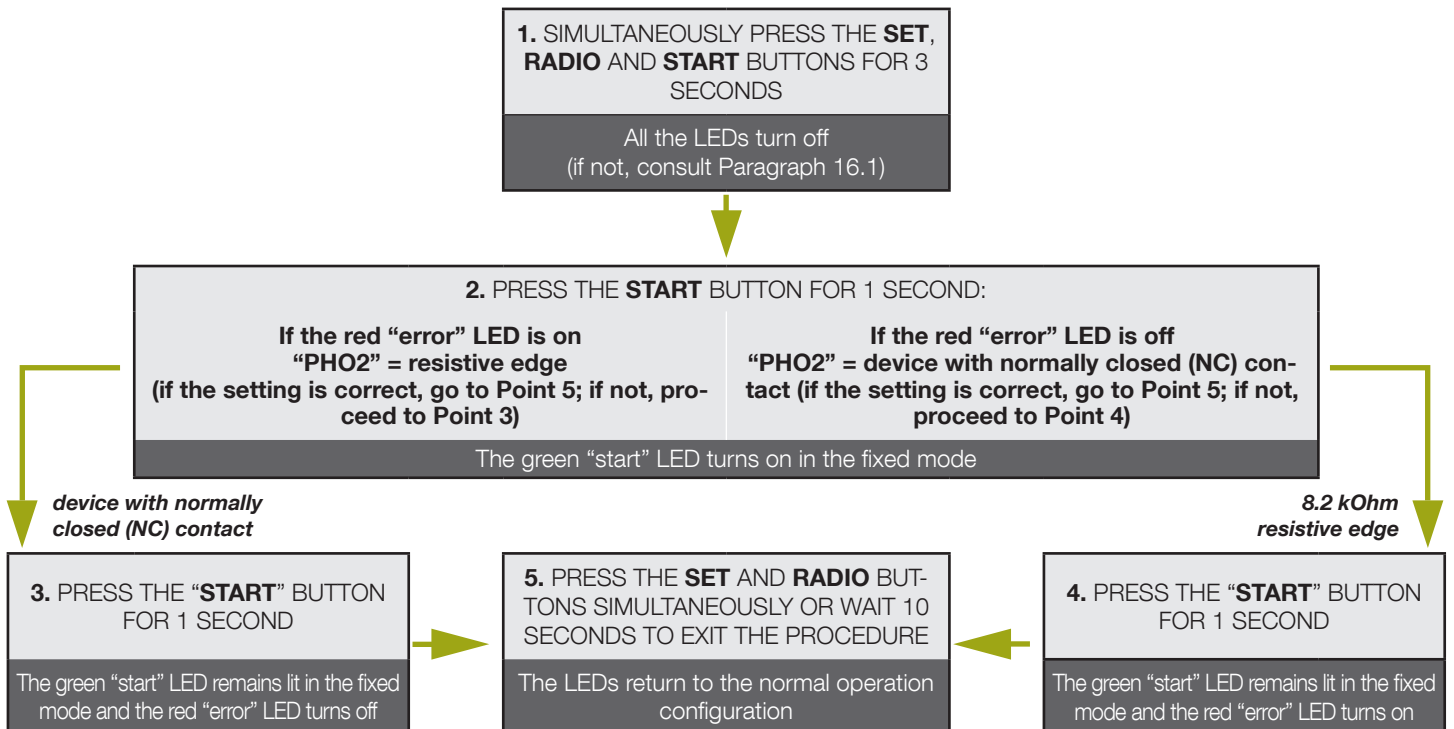 1. SIMULTANEOUSLY PRESS THE SET,
RADIO AND START BUTTONS FOR 3
SECONDS
All the LEDs turn off
(if not, consult Paragraph 16.1)
2. PRESS THE START BUTTON FOR 1 SECOND:
If the red “error” LED is on
“PHO2” = resistive edge
(if the setting is correct, go to Point 5; if not, pro-
ceed to Point 3)
If the red “error” LED is off
“PHO2” = device with normally closed (NC) con-
tact (if the setting is correct, go to Point 5; if not,
proceed to Point 4)
The green “start” LED turns on in the fixed mode
device with normally
closed (NC) contact
8.2 kOhm
resistive edge
3. PRESS THE “START” BUTTON
FOR 1 SECOND
The green “start” LED remains lit in the fixed
mode and the red “error” LED turns off
5. PRESS THE SET AND RADIO BUT-
TONS SIMULTANEOUSLY OR WAIT 10
SECONDS TO EXIT THE PROCEDURE
The LEDs return to the normal operation
configuration
4. PRESS THE “START” BUTTON
FOR 1 SECOND
The green “start” LED remains lit in the fixed
mode and the red “error” LED turns on